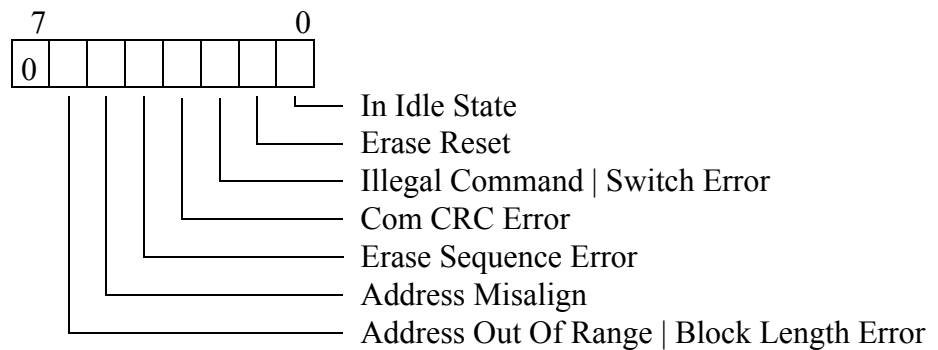 7 0
0
In Idle State
Erase Reset
Illegal Command | Switch Error
Com CRC Error
Erase Sequence Error
Address Misalign
Address Out Of Range | Block Length Error